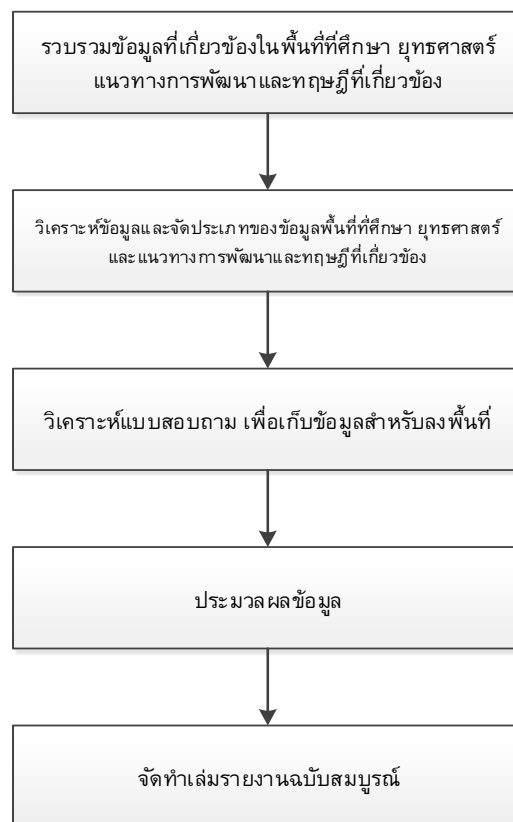 รวบรวมข้อมูลที่เกี่ยวข้องในพื้นที่ที่ศึกษา ยุทธศาสตร์
แนวทางการพัฒนาและทฤษฎีที่เกี่ยวข้อง
วิเคราะห์ข้อมูลและจัดประเภทของข้อมูลพื้นที่ที่ศึกษา ยุทธศาสตร์
และแนวทางการพัฒนาและทฤษฎีที่เกี่ยวข้อง
วิเคราะห์แบบสอบถาม เพื่อเก็บข้อมูลสำหรับลงพื้นที่
ประมวลผลข้อมูล
จัดทำเล่มรายงานฉบับสมบูรณ์